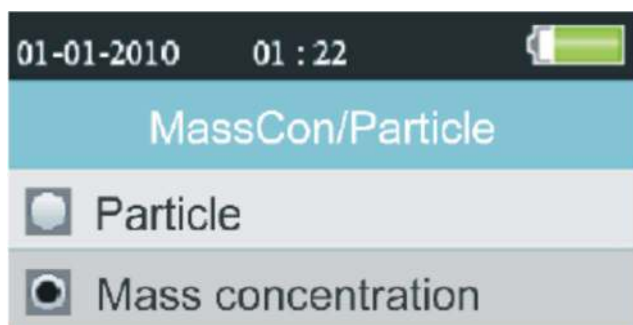 01-01-2010 01 : 22
MassCon/Particle
Particle
Mass concentration